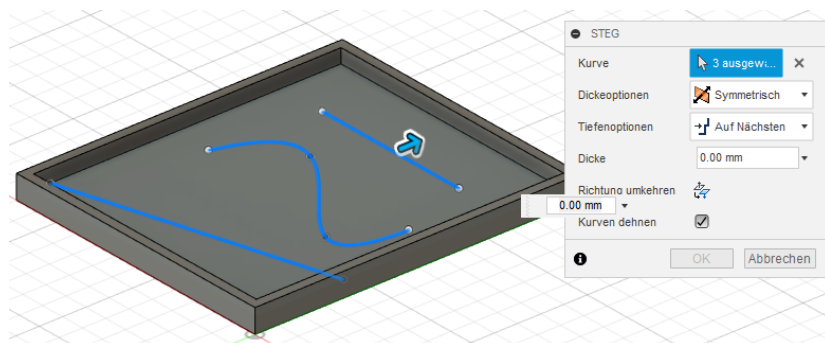 STEG
Kurve 3 ausgewi...
Dickeoptionen Symmetrisch
Tiefenoptionen Auf Nächsten
Dicke 0.00 mm
Richtung umkehren
0.00 mm
Kurven dehnen
OK Abbrechen